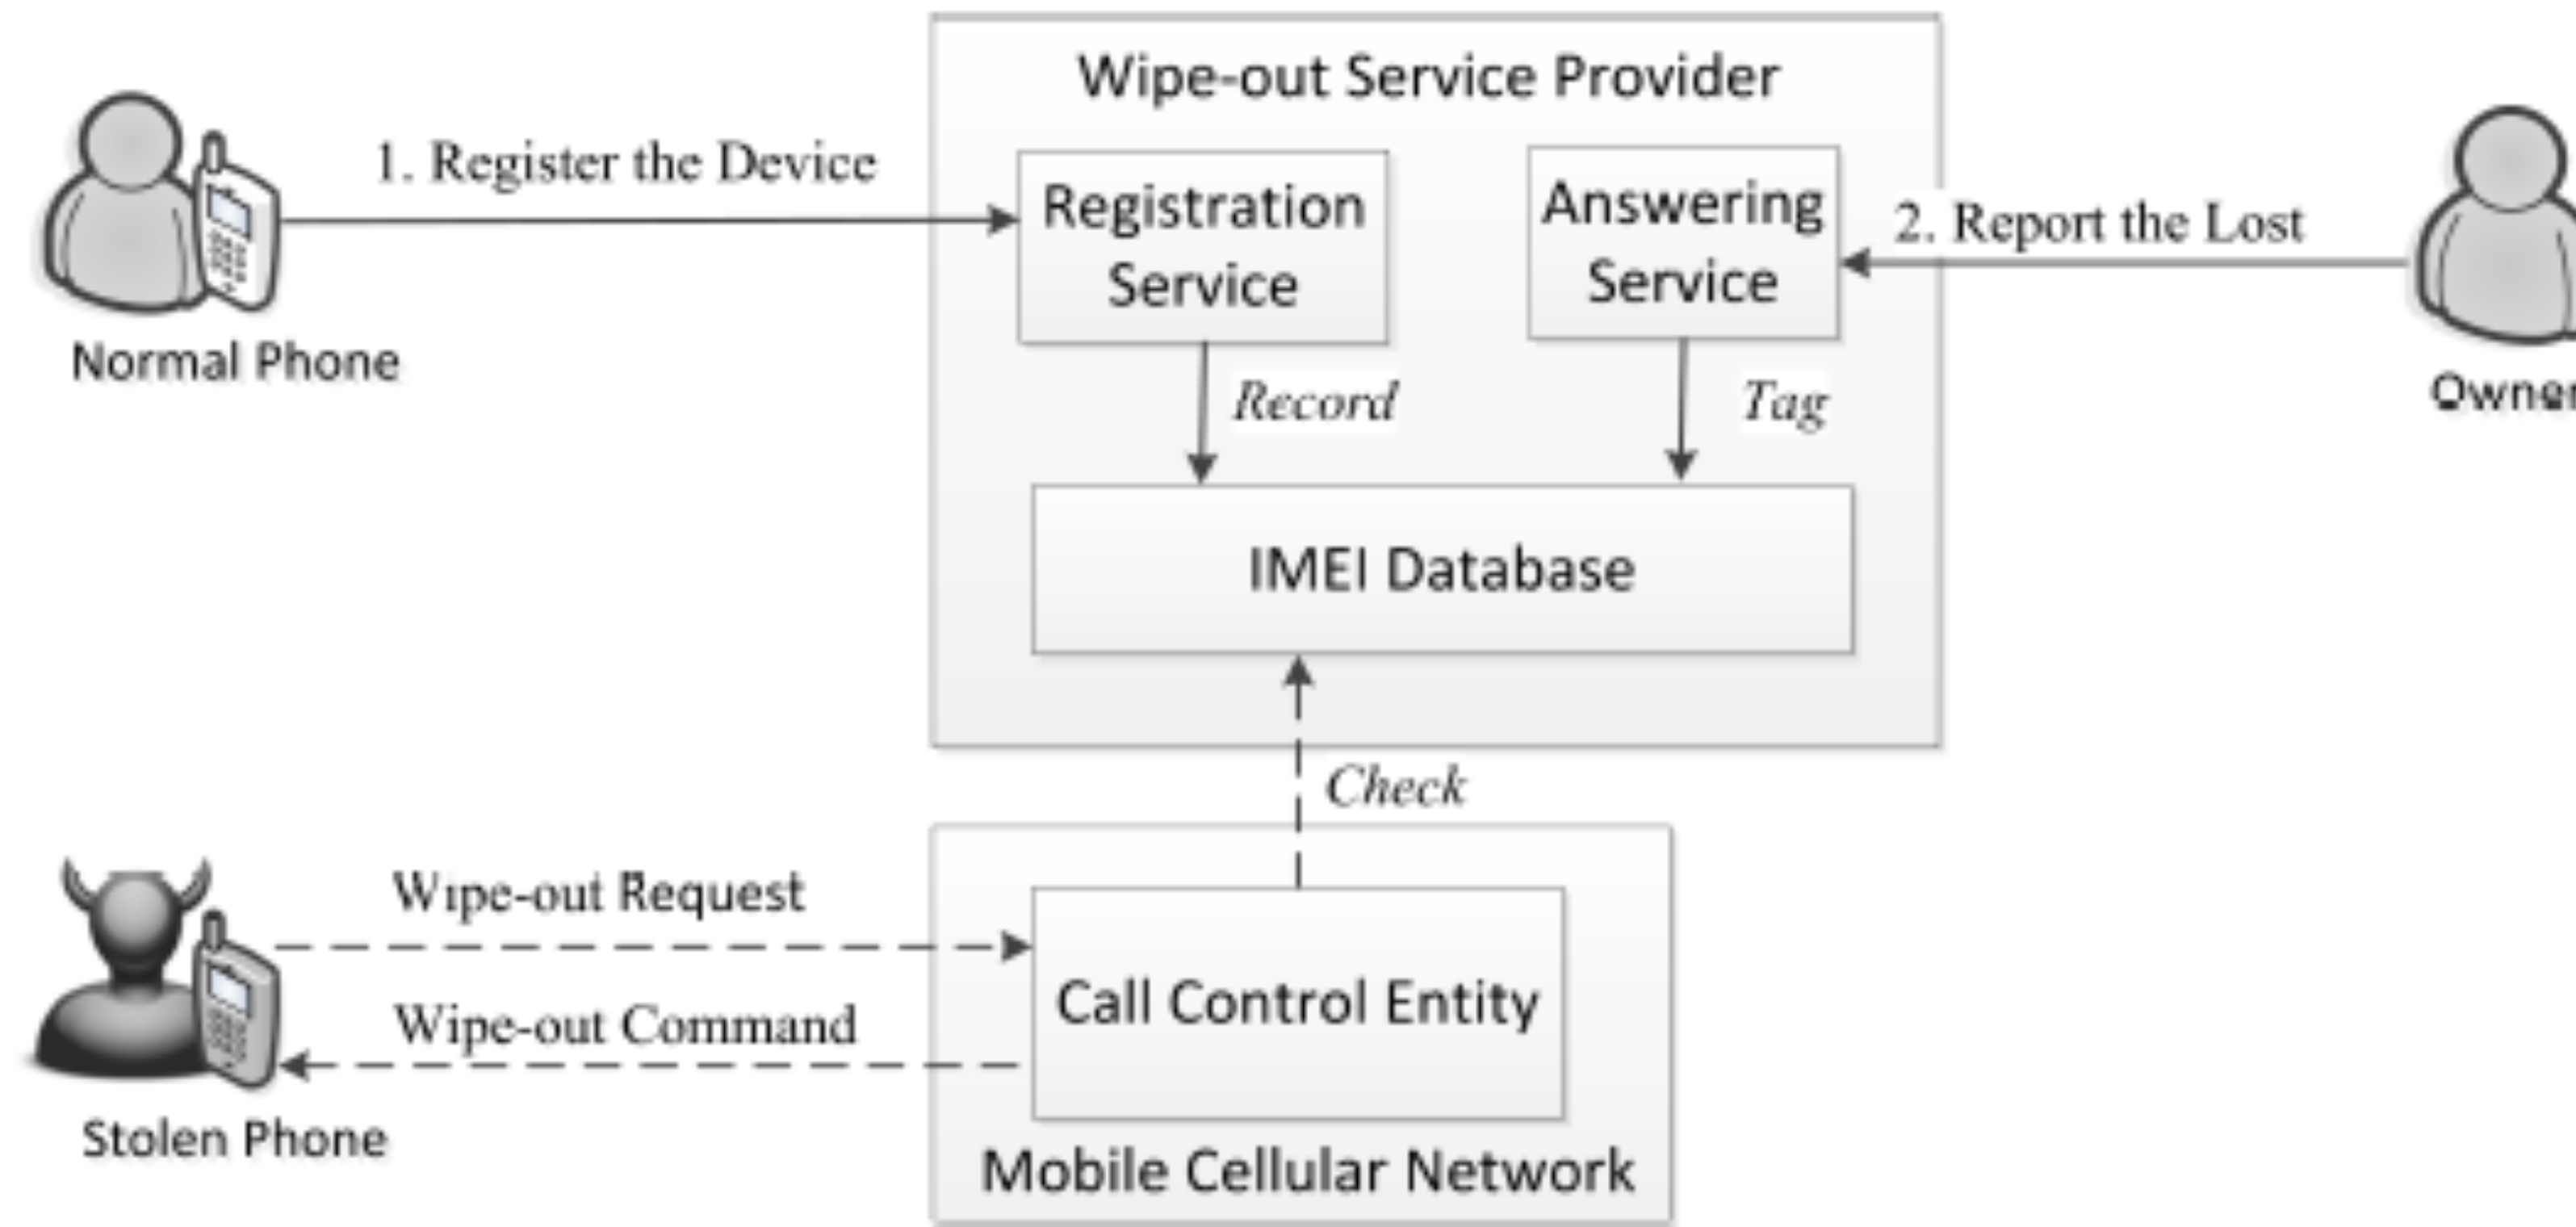 Wipe-out Service Provider
1. Register the Device
Registration
Service
Answering
Service
2. Report the Lost
Normal Phone
Owner
Record
Tag
IMEI Database
Check
Wipe-out Request
Wipe-out Command
Call Control Entity
Stolen Phone
Mobile Cellular Network